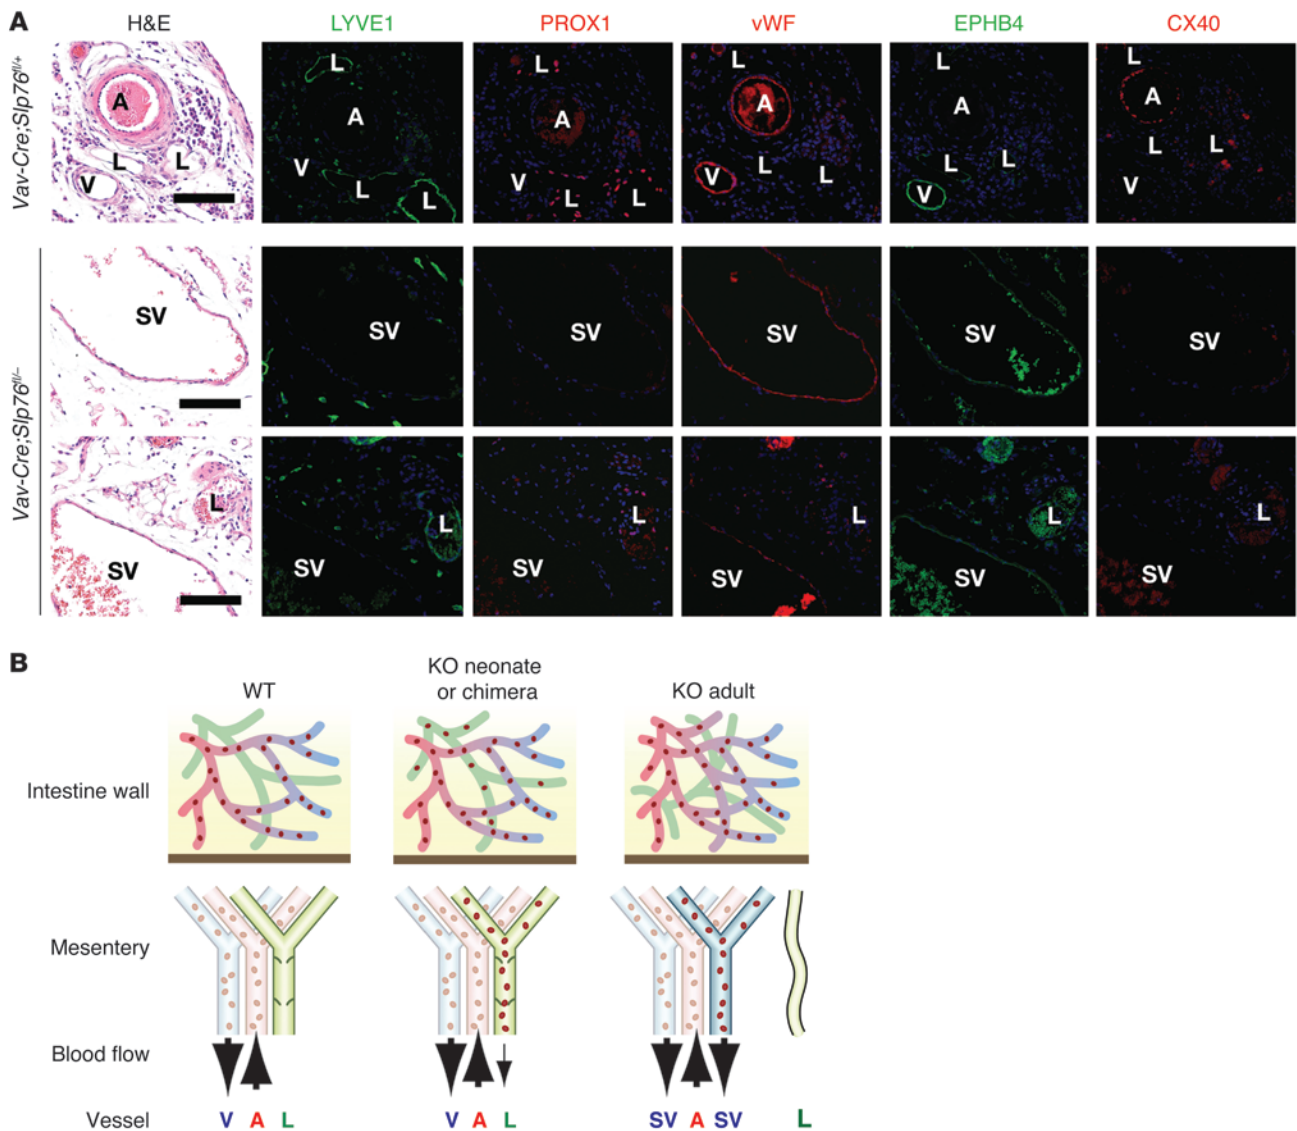 A
H&E LYVE1 PROX1 vWF EPHB4 CX40
Vav-Cre;Slp76fl/+
A L L V
L A V L L
L A V L L
L A V L L
L A L L V
L A L L V
Vav-Cre;Slp76fl/–
SV SV SV SV SV SV
L L L L L L
SV SV SV SV SV SV
B
WT
KO neonate
or chimera
KO adult
Intestine wall
Mesentery
Blood flow
Vessel V A L V A L SV A SV L